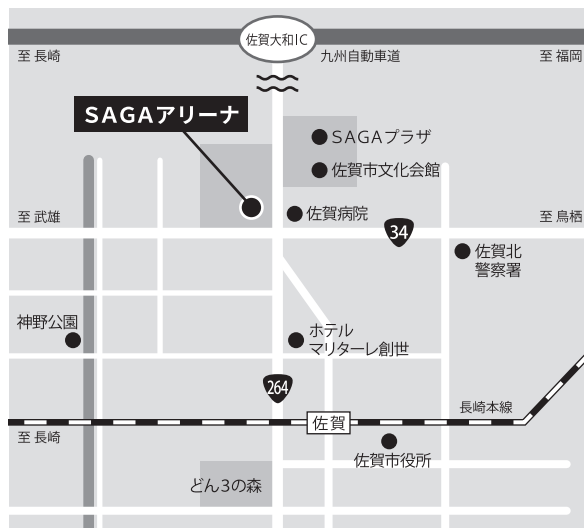 佐賀大和IC
至 長崎
九州自動車道
至 福岡
SAGAアリーナ
SAGAプラザ
佐賀市文化会館
至 武雄
佐賀病院
至 鳥栖
34
佐賀北
警察署
神野公園
ホテル
マリターレ創世
264
長崎本線
佐賀
至 長崎
佐賀市役所
どん3の森